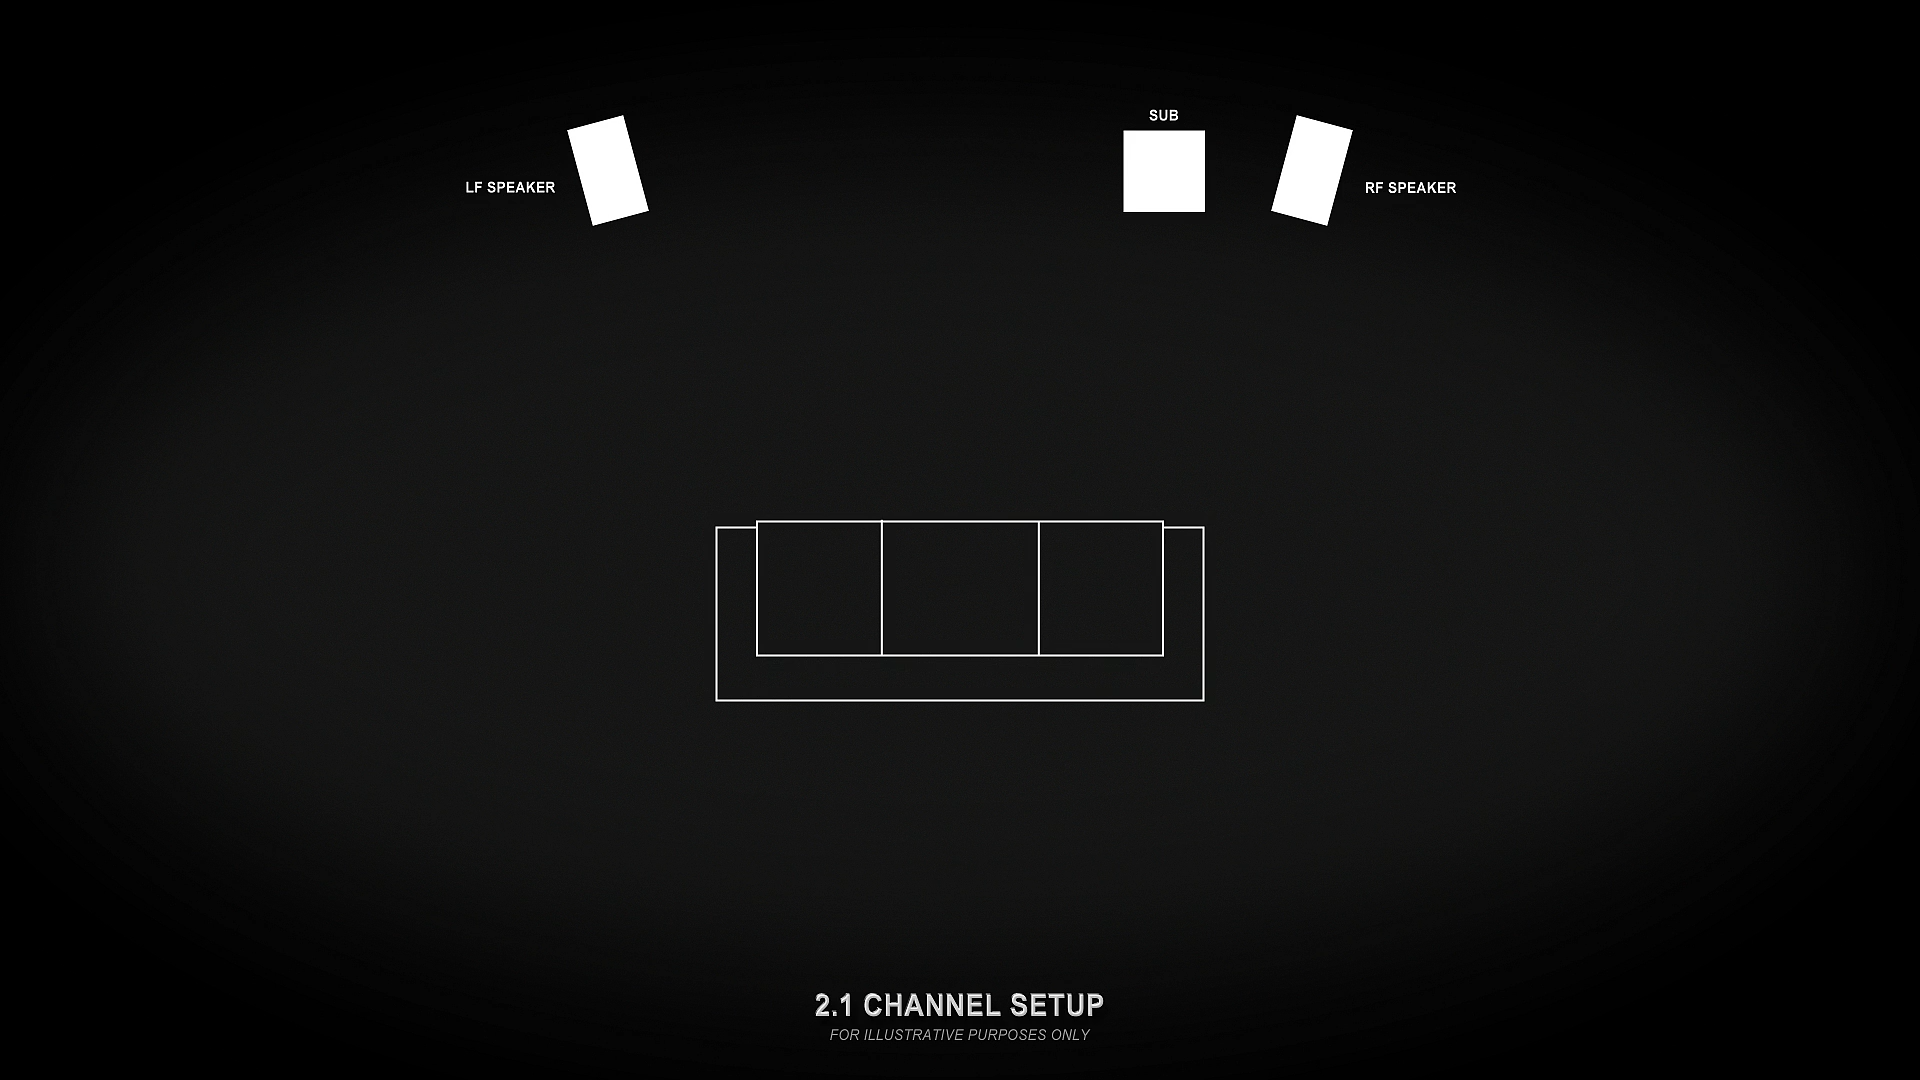 SUB
LF SPEAKER
RF SPEAKER
2.1 CHANNEL SETUP
FOR ILLUSTRATIVE PURPOSES ONLY